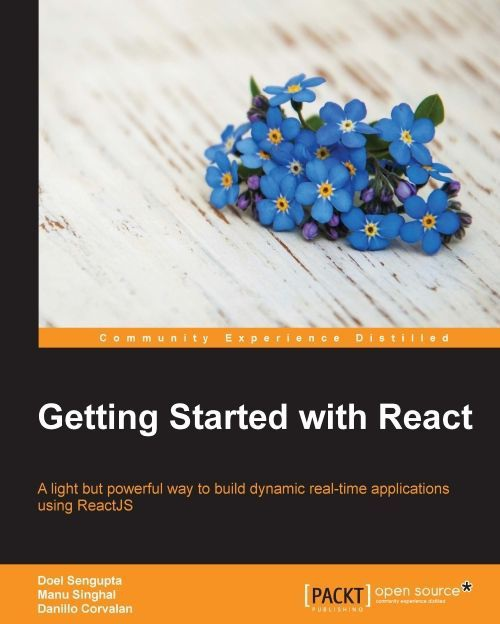 Community Experience Distilled
Getting Started with React
A light but powerful way to build dynamic real-time applications
using ReactJS
Doel Sengupta
Manu Singhal
Danillo Corvalan
[PACKT] open source*
PUBLISHING community experience distilled